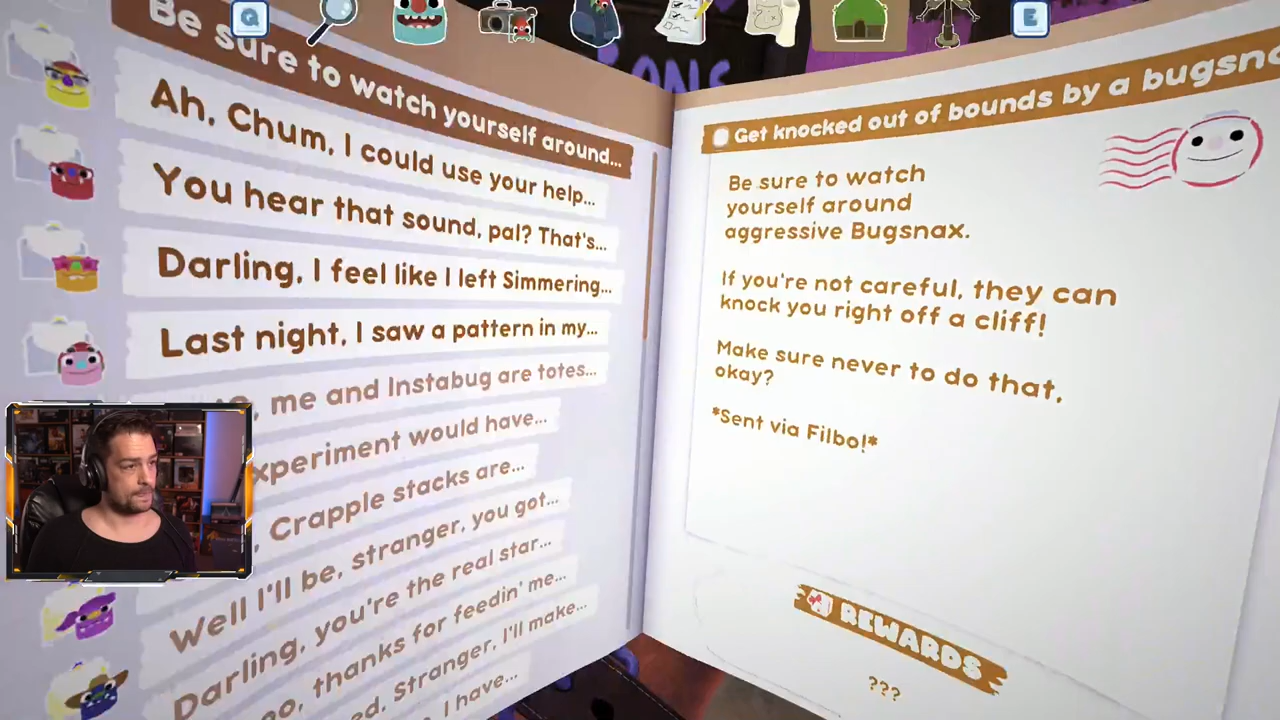 Q
E
Be sure to watch yourself around...
Ah, Chum, I could use your help...
You hear that sound, pal? That's...
Darling, I feel like I left Simmering...
Last night, I saw a pattern in my...
me and Instabug are totes...
experiment would have...
Crapple stacks are...
Well I'll be, stranger, you got...
Darling, you're the real star...
thanks for feedin' me...
Stranger, I'll make...
I have...
Get knocked out of bounds by a
Be sure to watch
yourself around
aggressive Bugsnax.
If you're not careful, they can
knock you right off a cliff!
Make sure never to do that,
okay?
*Sent via Filbo!*
REWARDS
???